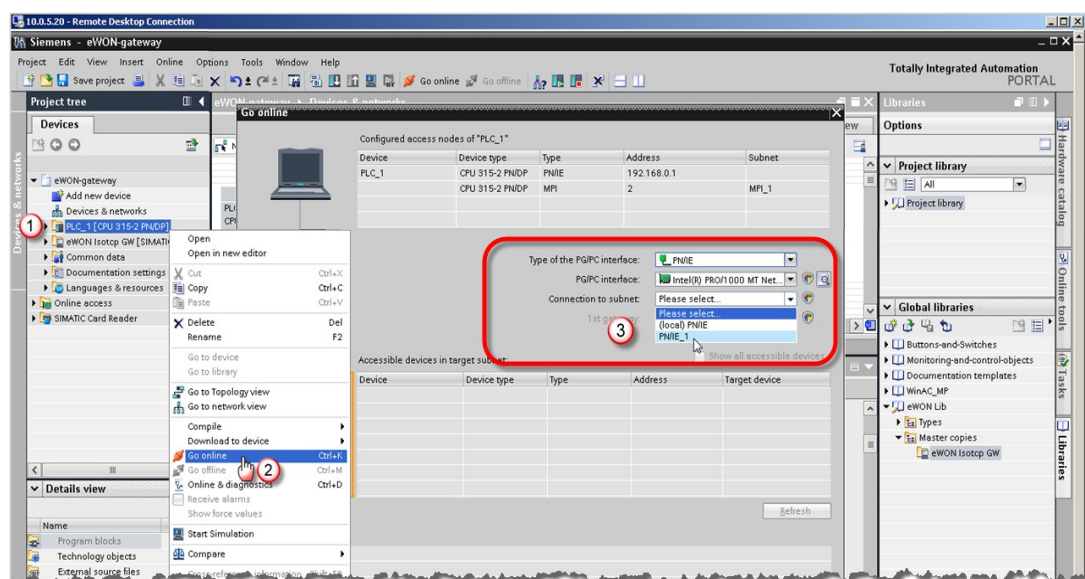 10.0.5.20 - Remote Desktop Connection
Siemens - eWON-gateway
Project Edit View Insert Online Options Tools Window Help
Save project
Go online
Go offline
Totally Integrated Automation
PORTAL
Project tree
Devices
Devices & networks
eWON-gateway
Add new device
Devices & networks
1
PLC_1 [CPU 315-2 PN/DP]
eWON Isotcp GW [SIMATI
Common data
Documentation settings
Languages & resources
Online access
SIMATIC Card Reader
Details view
Name
Program blocks
Technology objects
External source files
Open
Open in new editor
Cut Ctrl+X
Copy Ctrl+C
Paste Ctrl+V
Delete Del
Rename F2
Go to device
Go to library
Go to Topology view
Go to network view
Compile
Download to device
Go online Ctrl+K
2
Go offline Ctrl+M
Online & diagnostics Ctrl+D
Receive alarms
Show force values
Start Simulation
Compare
Go online
Configured access nodes of "PLC_1"
Device Device type Type Address Subnet
PLC_1 CPU 315-2 PN/DP PN/IE 192.168.0.1
CPU 315-2 PN/DP MPI 2 MPI_1
Type of the PG/PC interface: PN/IE
PG/PC interface: Intel(R) PRO/1000 MT Net...
Connection to subnet: Please select...
Please select...
(local) PN/IE
PN/IE_1
3
Show all accessible devices
Accessible devices in target subnet:
Device Device type Type Address Target device
Refresh
Libraries
Options
Project library
All
Project library
Global libraries
Buttons-and-Switches
Monitoring-and-control-objects
Documentation templates
WinAC_MP
eWON Lib
Types
Master copies
eWON Isotcp GW
Hardware catalog
Online tools
Tasks
Libraries